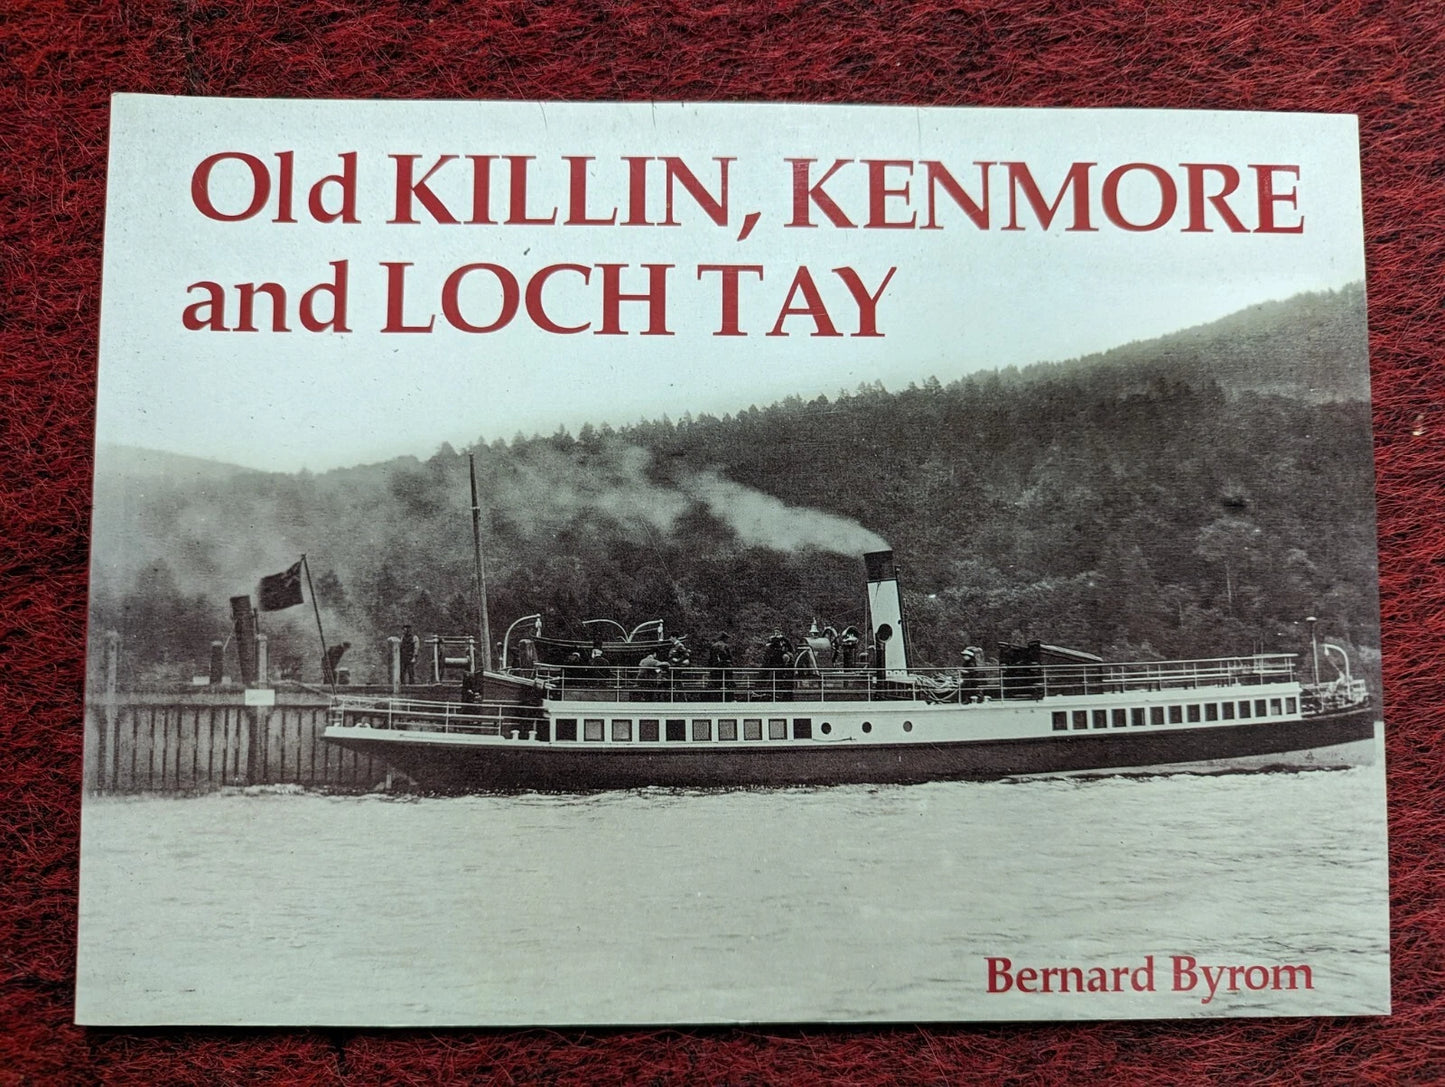 Old KILLIN, KENMORE
and LOCH TAY
Bernard Byrom